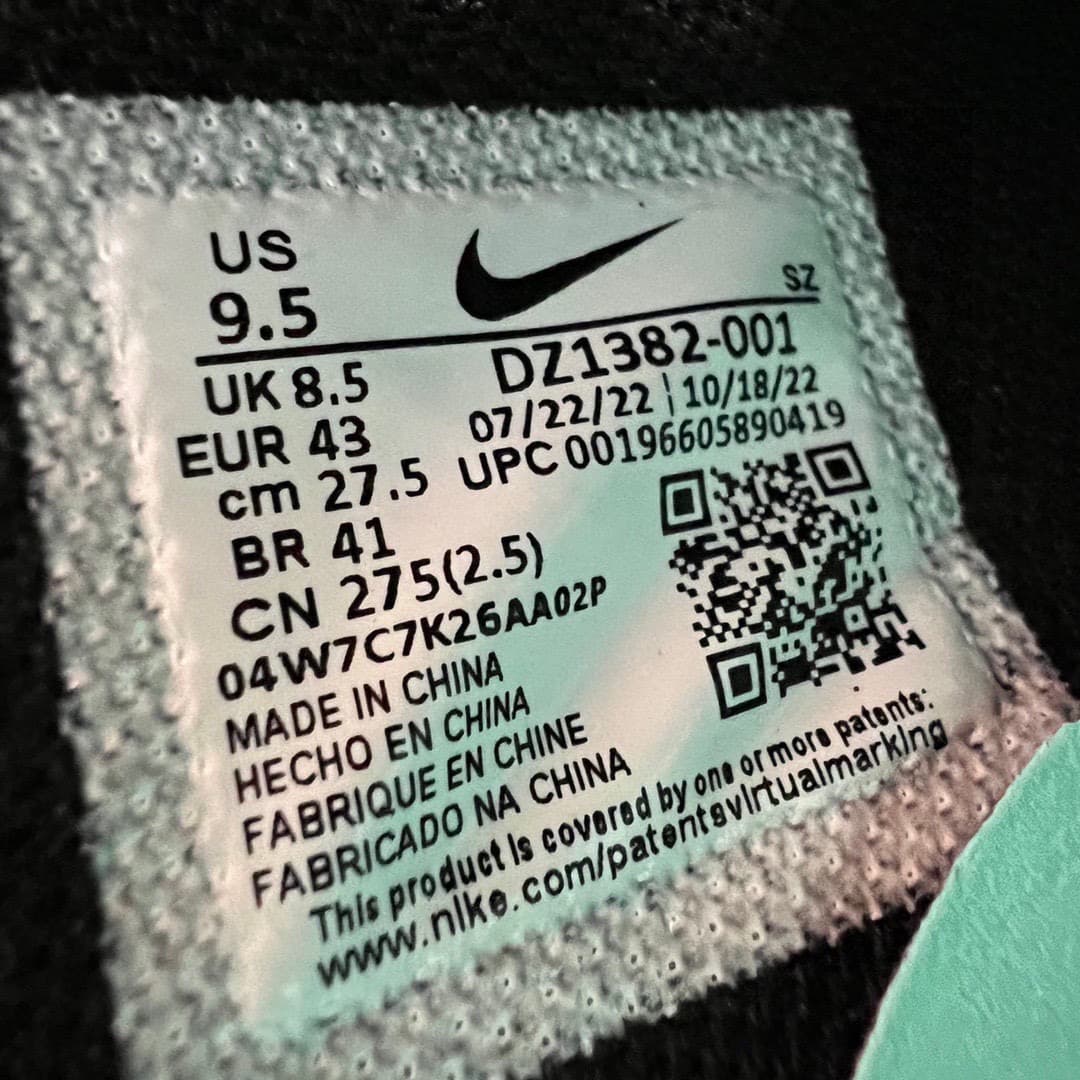 US
9.5
SZ
UK 8.5
DZ1382-001
EUR 43
07/22/22 | 10/18/22
cm 27.5
UPC 00196605890419
BR 41
CN 275(2.5)
04W7C7K26AA02P
MADE IN CHINA
HECHO EN CHINA
FABRIQUE EN CHINE
FABRICADO NA CHINA
This product is covered by one or more patents:
www.nike.com/patentsvirtualmarking